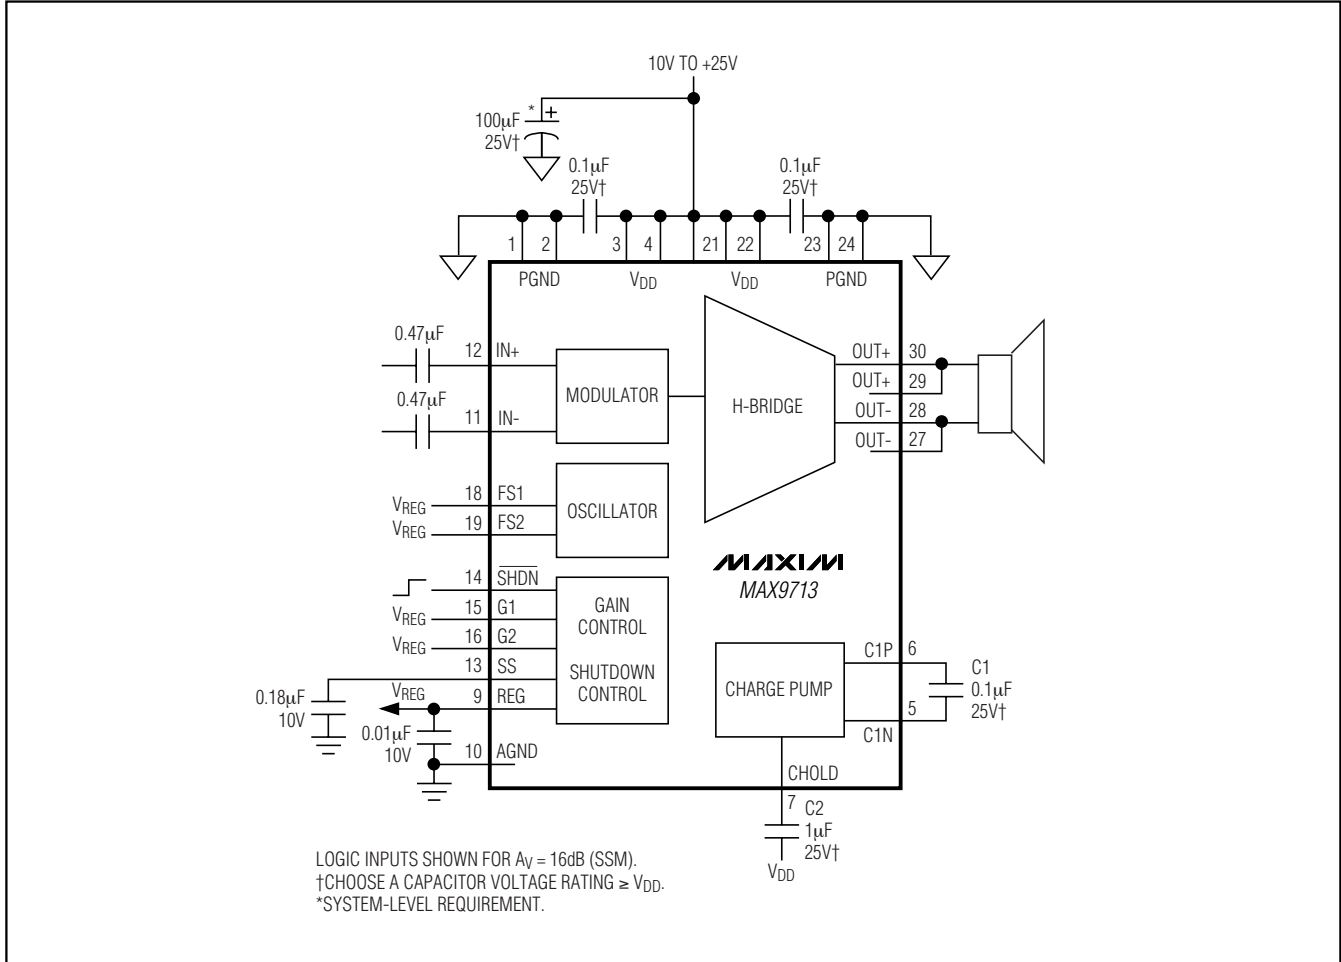 10V TO +25V
* +
100μF
25V†
0.1μF
25V†
0.1μF
25V†
1 2 3 4 21 22 23 24
PGND VDD VDD PGND
0.47μF
12 IN+
0.47μF
11 IN-
MODULATOR
H-BRIDGE
OUT+ 30
OUT+ 29
OUT- 28
OUT- 27
VREG 18 FS1
VREG 19 FS2
OSCILLATOR
MAXIM
MAX9713
14 SHDN
VREG 15 G1
VREG 16 G2
13 SS
VREG 9 REG
GAIN
CONTROL
SHUTDOWN
CONTROL
0.18μF
10V
0.01μF
10V
10 AGND
CHARGE PUMP
C1P 6
C1N 5
C1
0.1μF
25V†
CHOLD
7 C2
1μF
25V†
VDD
LOGIC INPUTS SHOWN FOR AV = 16dB (SSM).
†CHOOSE A CAPACITOR VOLTAGE RATING ≥ VDD.
*SYSTEM-LEVEL REQUIREMENT.